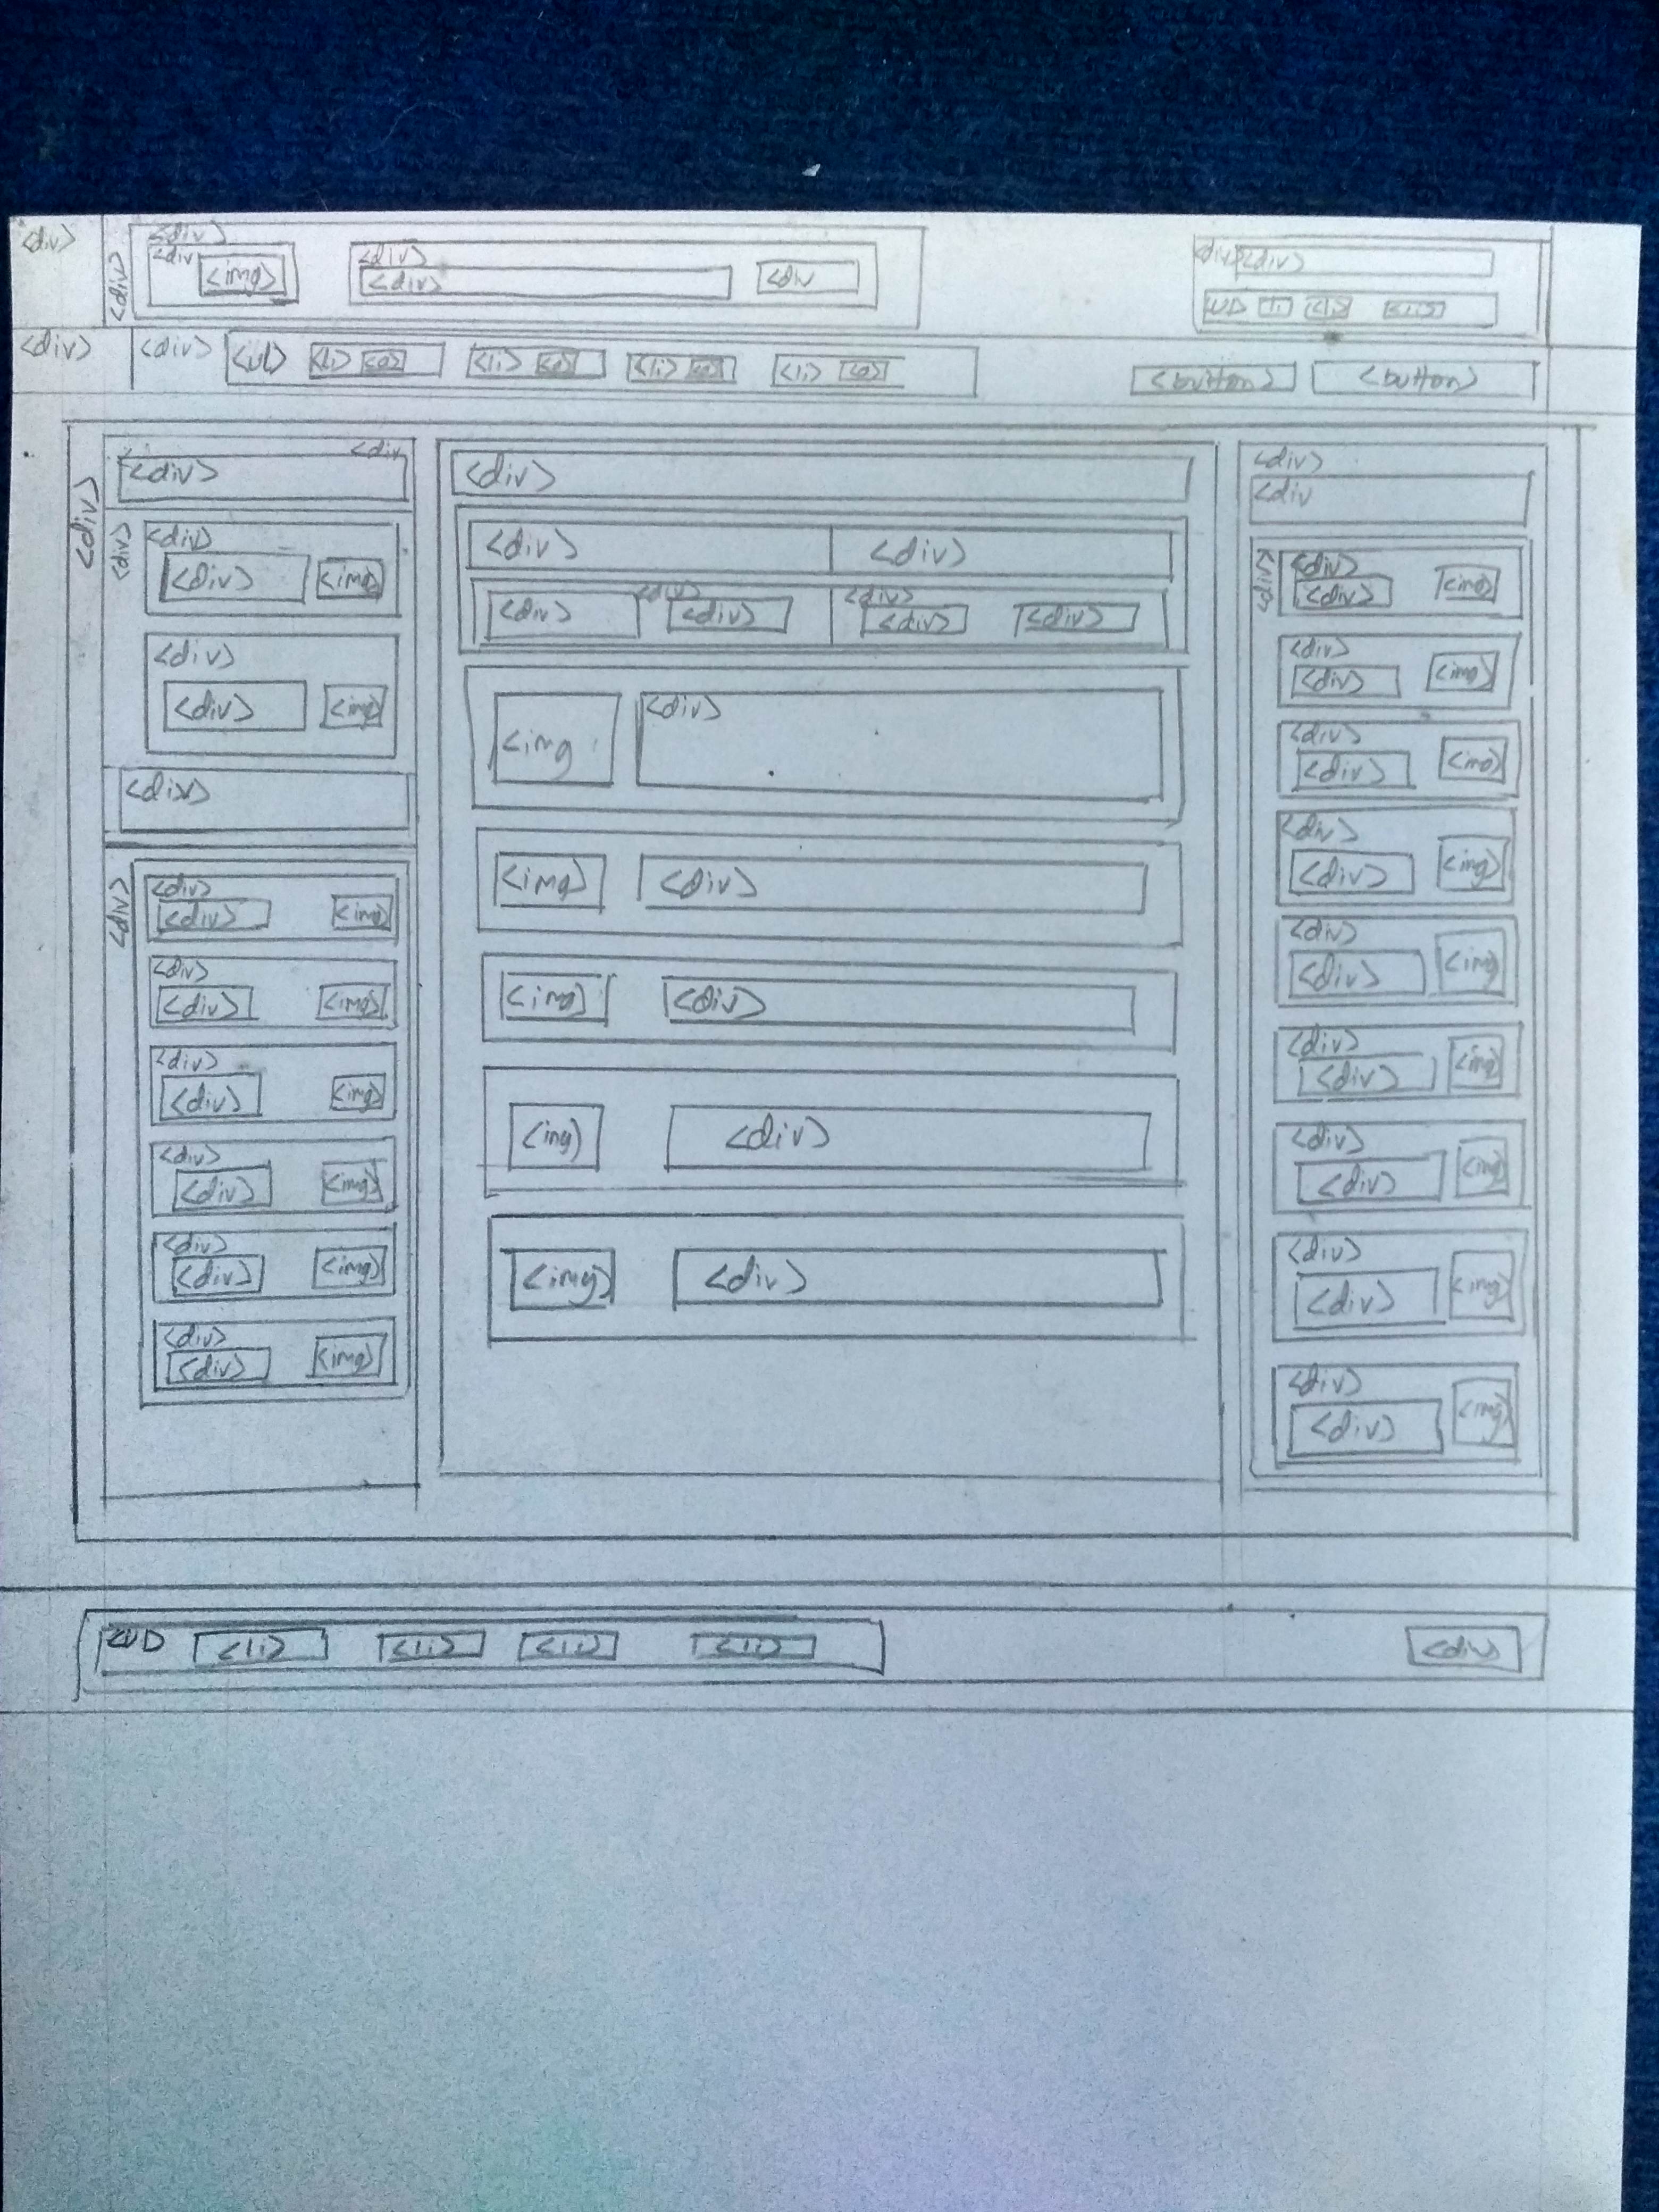 <div> <div> <div> <div> <div <img> <div> <div> <div <div> <div>
<ul> <li> <li> <li>
<div> <div> <ul> <li> <a> <li> <a> <li> <a> <li> <a> <button> <button>
<div>
<div
<div>
<div>
<div>
<div> <img>
<div>
<div> <img>
<div>
<div>
<div>
<div> <img>
<div>
<div> <img>
<div>
<div> <img>
<div>
<div> <img>
<div>
<div> <img>
<div>
<div> <img>
<div>
<div> <div>
<div> <div>
<div> <div> <div> <div>
<img <div>
<img> <div>
<img> <div>
<img> <div>
<img> <div>
<div>
<div
<div>
<div>
<div> <img>
<div>
<div> <img>
<div>
<div> <img>
<div>
<div> <img>
<div>
<div> <img
<div>
<div> <img>
<div>
<div> <img>
<div>
<div> <img>
<div>
<div> <img>
<ul> <li> <li> <li> <li> <div>